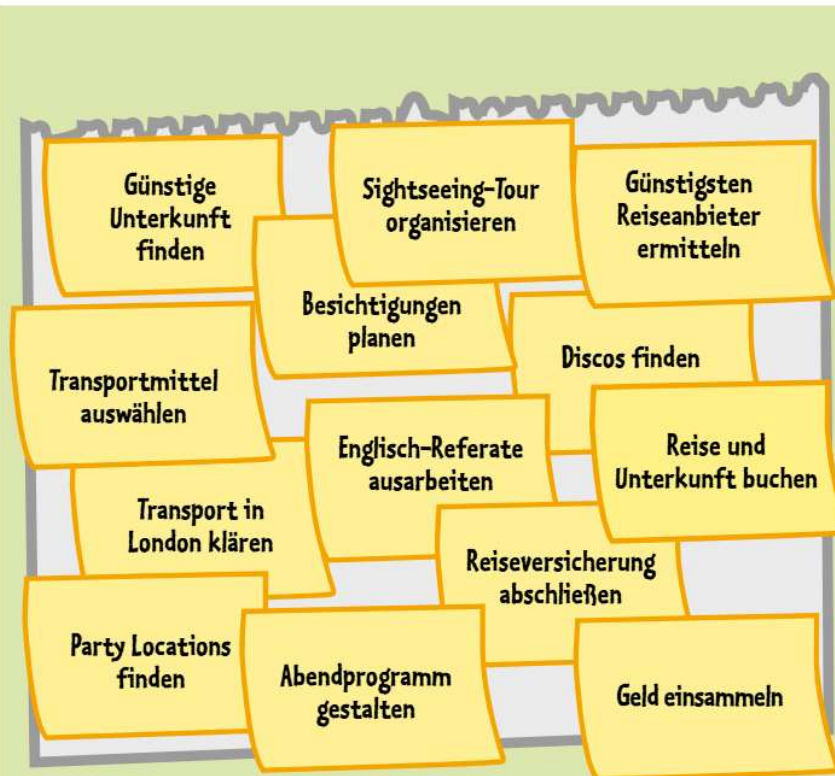 Günstige
Unterkunft
finden
Sightseeing-Tour
organisieren
Günstigsten
Reiseanbieter
ermitteln
Besichtigungen
planen
Discos finden
Transportmittel
auswählen
Englisch-Referate
ausarbeiten
Reise und
Unterkunft buchen
Transport in
London klären
Reiseversicherung
abschließen
Party Locations
finden
Abendprogramm
gestalten
Geld einsammeln